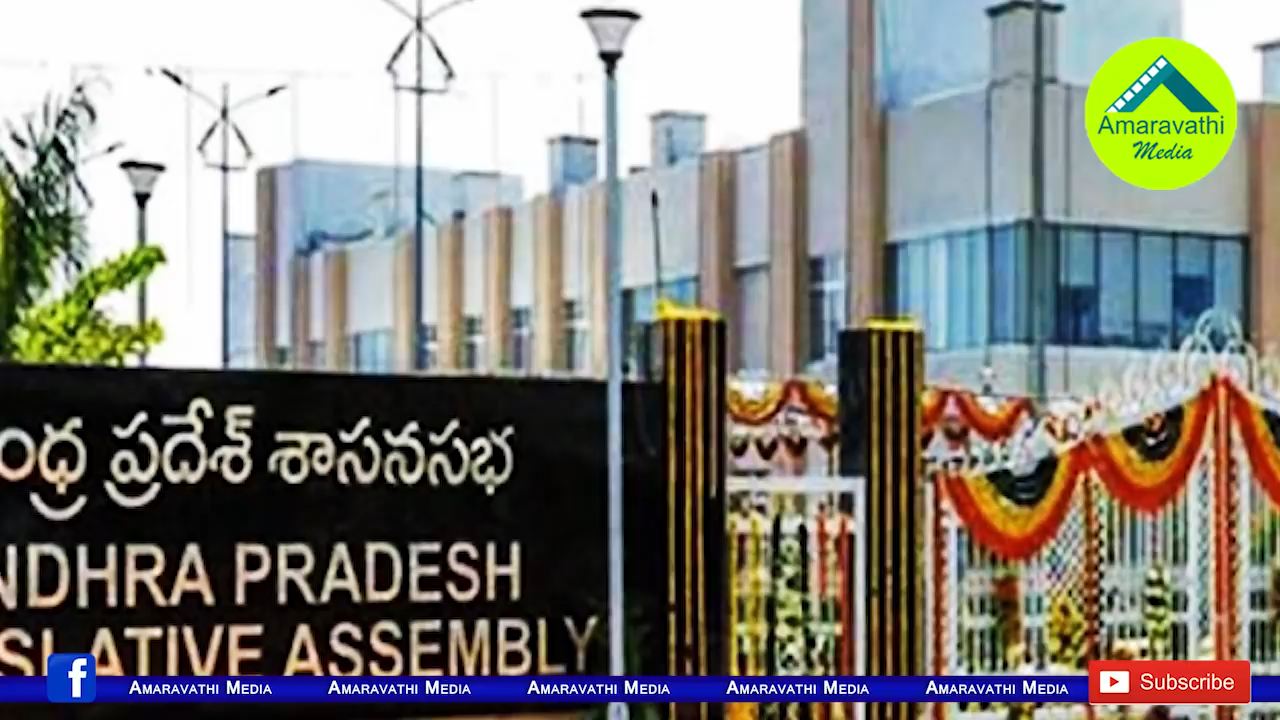 Amaravathi
Media
ంధ్ర ప్రదేశ్ శాసనసభ
NDHRA PRADESH
SLATIVE ASSEMBLY
f
Amaravathi Media Amaravathi Media Amaravathi Media Amaravathi Media Amaravathi Media
Subscribe